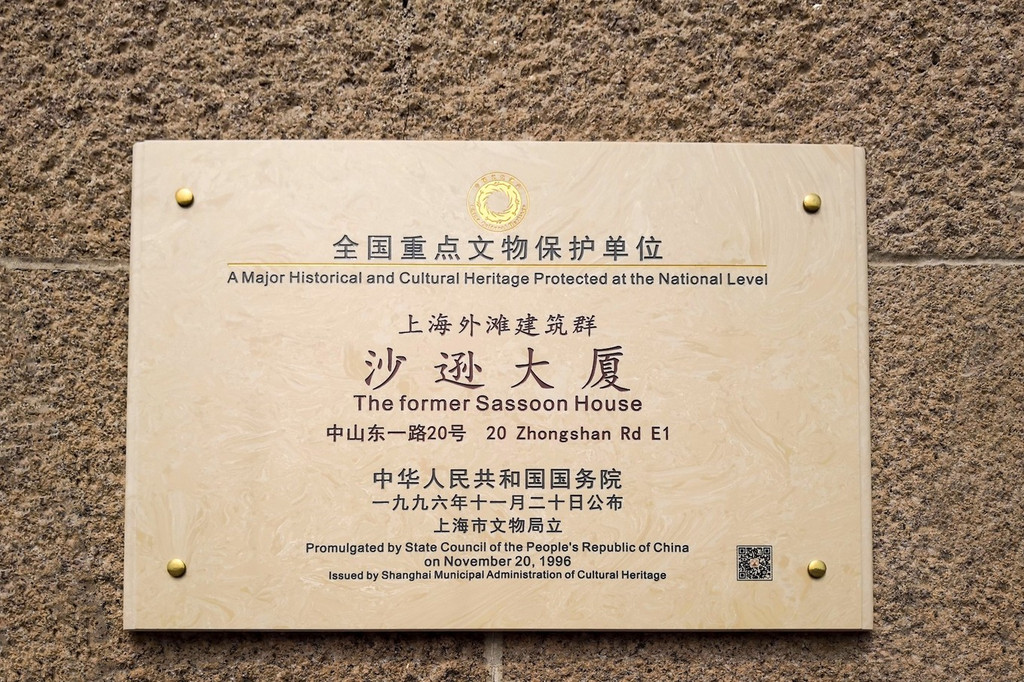 全国重点文物保护单位
A Major Historical and Cultural Heritage Protected at the National Level
上海外滩建筑群
沙逊大厦
The former Sassoon House
中山东一路20号 20 Zhongshan Rd E1
中华人民共和国国务院
一九九六年十一月二十日公布
上海市文物局立
Promulgated by State Council of the People's Republic of China
on November 20, 1996
Issued by Shanghai Municipal Administration of Cultural Heritage